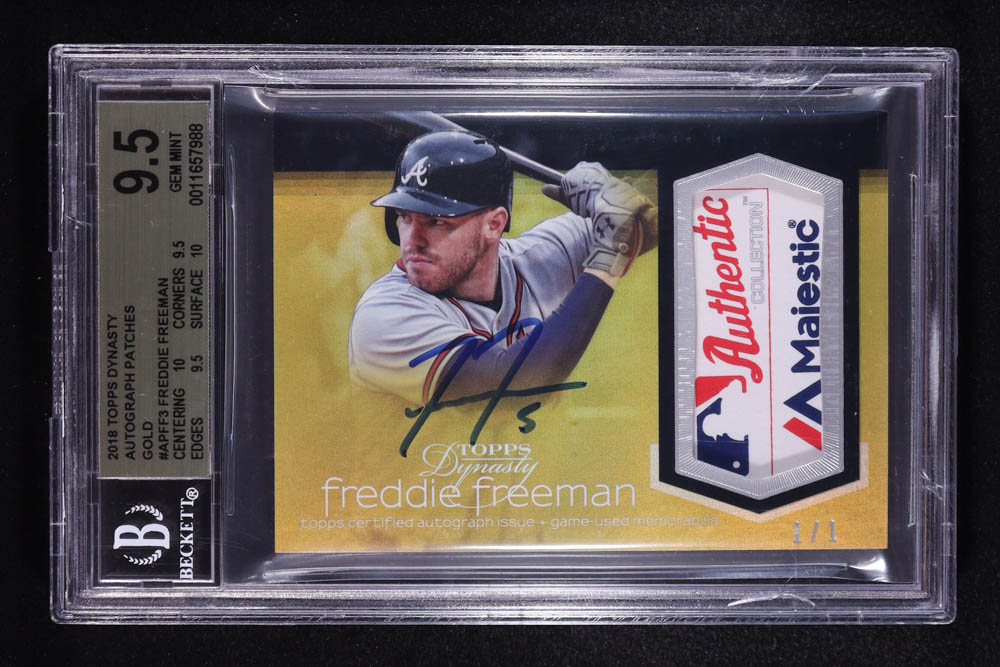 2018 TOPPS DYNASTY
AUTOGRAPH PATCHES
GOLD
#APFF3 FREDDIE FREEMAN
CENTERING 10 CORNERS 9.5
EDGES 9.5 SURFACE 10
9.5
GEM MINT
0011657988
B
BECKETT®
A
5
TOPPS
Dynasty
freddie freeman
topps certified autograph issue + game-used memorabilia
Authentic
COLLECTION™
Majestic®
1/1